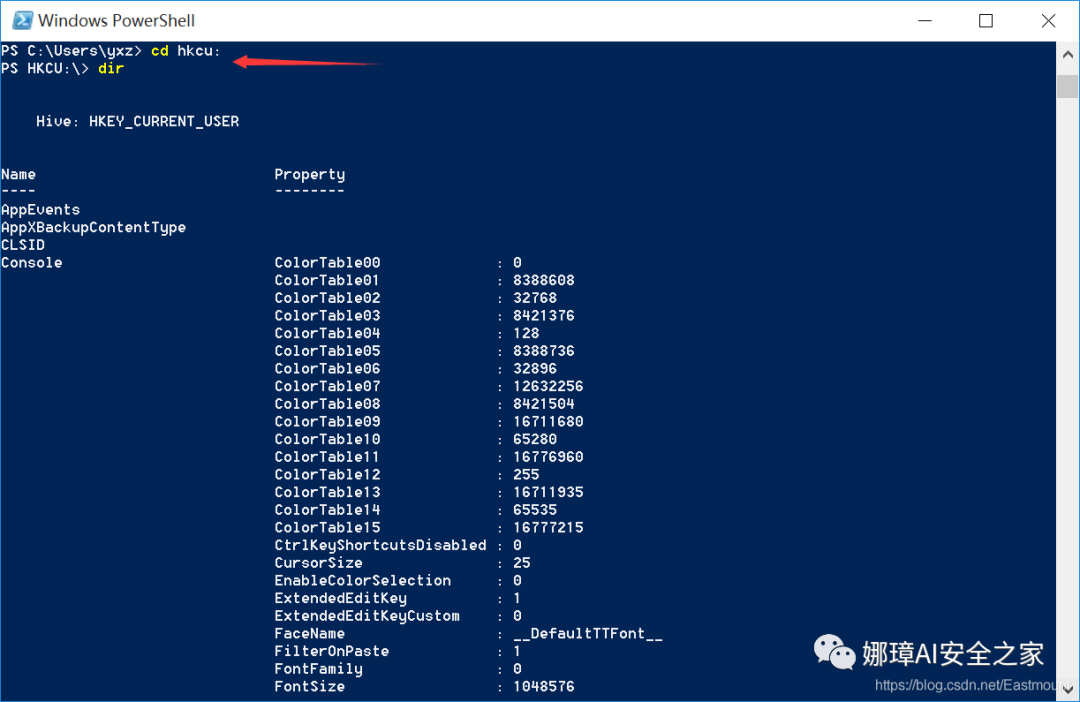 Windows PowerShell
PS C:\Users\yxz> cd hkcu:
PS HKCU:\> dir
Hive: HKEY_CURRENT_USER
Name Property
---- --------
AppEvents
AppXBackupContentType
CLSID
Console ColorTable00 : 0
ColorTable01 : 8388608
ColorTable02 : 32768
ColorTable03 : 8421376
ColorTable04 : 128
ColorTable05 : 8388736
ColorTable06 : 32896
ColorTable07 : 12632256
ColorTable08 : 8421504
ColorTable09 : 16711680
ColorTable10 : 65280
ColorTable11 : 16776960
ColorTable12 : 255
ColorTable13 : 16711935
ColorTable14 : 65535
ColorTable15 : 16777215
CtrlKeyShortcutsDisabled : 0
CursorSize : 25
EnableColorSelection : 0
ExtendedEditKey : 1
ExtendedEditKeyCustom : 0
FaceName : __DefaultTTFont__
FilterOnPaste : 1
FontFamily : 0
FontSize : 1048576
娜璋AI安全之家
https://blog.csdn.net/Eastmou